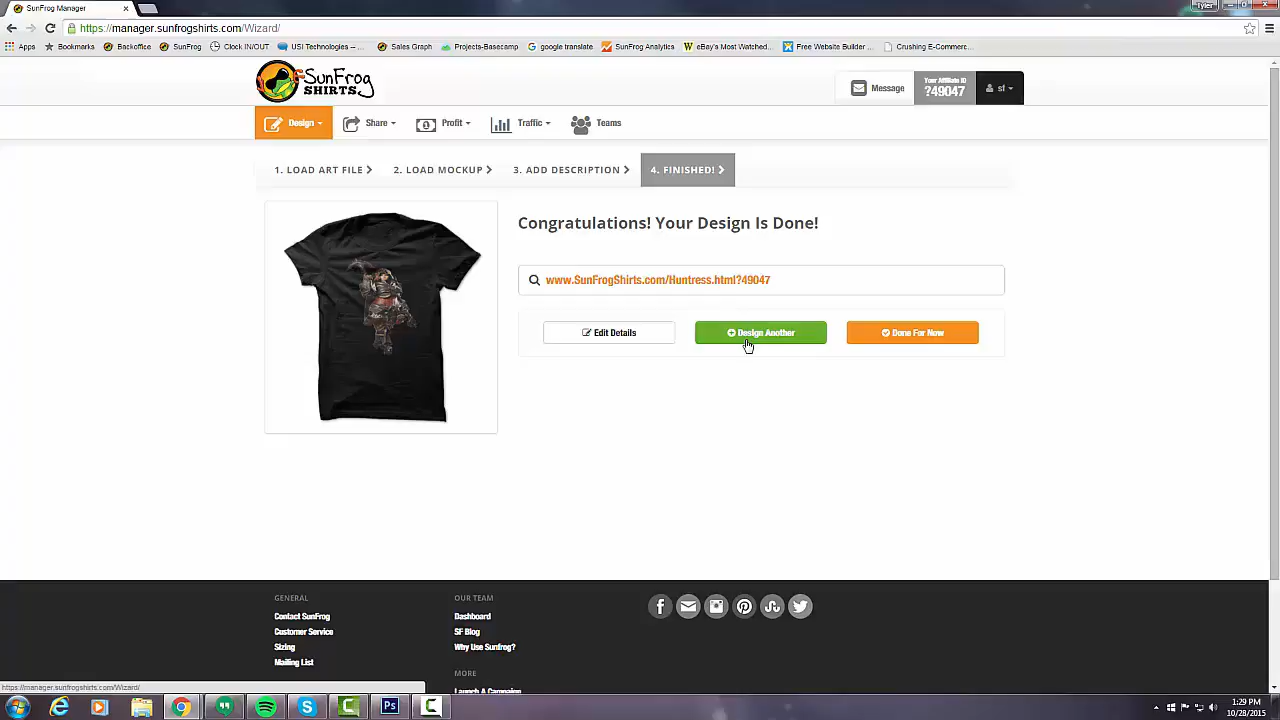 SunFrog Manager
Tyler
https://manager.sunfrogshirts.com/Wizard/
Apps Bookmarks Backoffice SunFrog Clock IN/OUT USI Technologies – ... Sales Graph Projects-Basecamp google translate SunFrog Analytics eBay's Most Watched... Free Website Builder ... Crushing E-Commerc...
SunFrog
SHIRTS
Message
Your Affiliate ID
?49047
sf
Design Share Profit Traffic Teams
1. LOAD ART FILE 2. LOAD MOCKUP 3. ADD DESCRIPTION 4. FINISHED!
Congratulations! Your Design Is Done!
www.SunFrogShirts.com/Huntress.html?49047
Edit Details Design Another Done For Now
GENERAL
Contact SunFrog
Customer Service
Sizing
Mailing List
OUR TEAM
Dashboard
SF Blog
Why Use Sunfrog?
MORE
Launch A Campaign
https://manager.sunfrogshirts.com/Wizard/
1:29 PM
10/28/2015